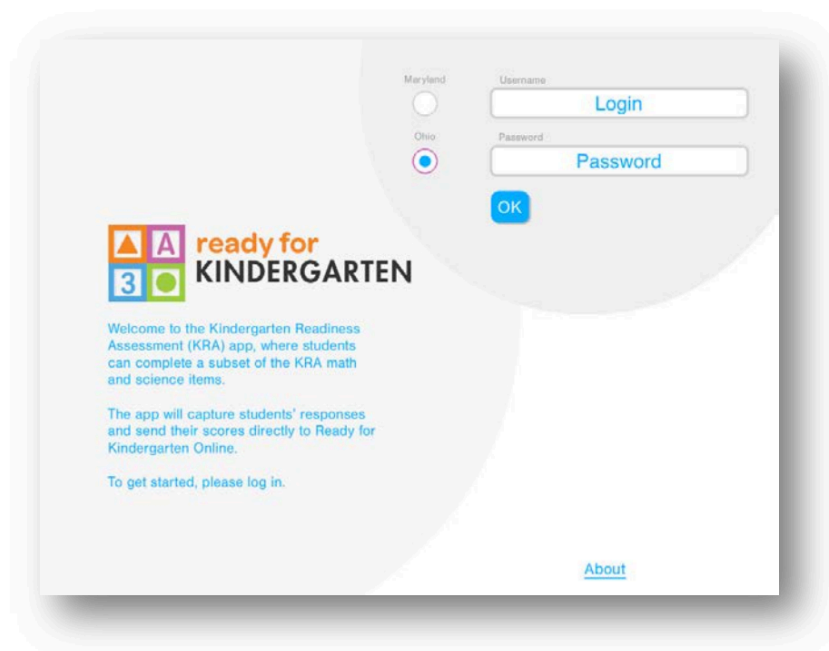 Maryland
Username
Login
Ohio
Password
Password
OK
A
3
ready for
KINDERGARTEN
Welcome to the Kindergarten Readiness
Assessment (KRA) app, where students
can complete a subset of the KRA math
and science items.
The app will capture students' responses
and send their scores directly to Ready for
Kindergarten Online.
To get started, please log in.
About